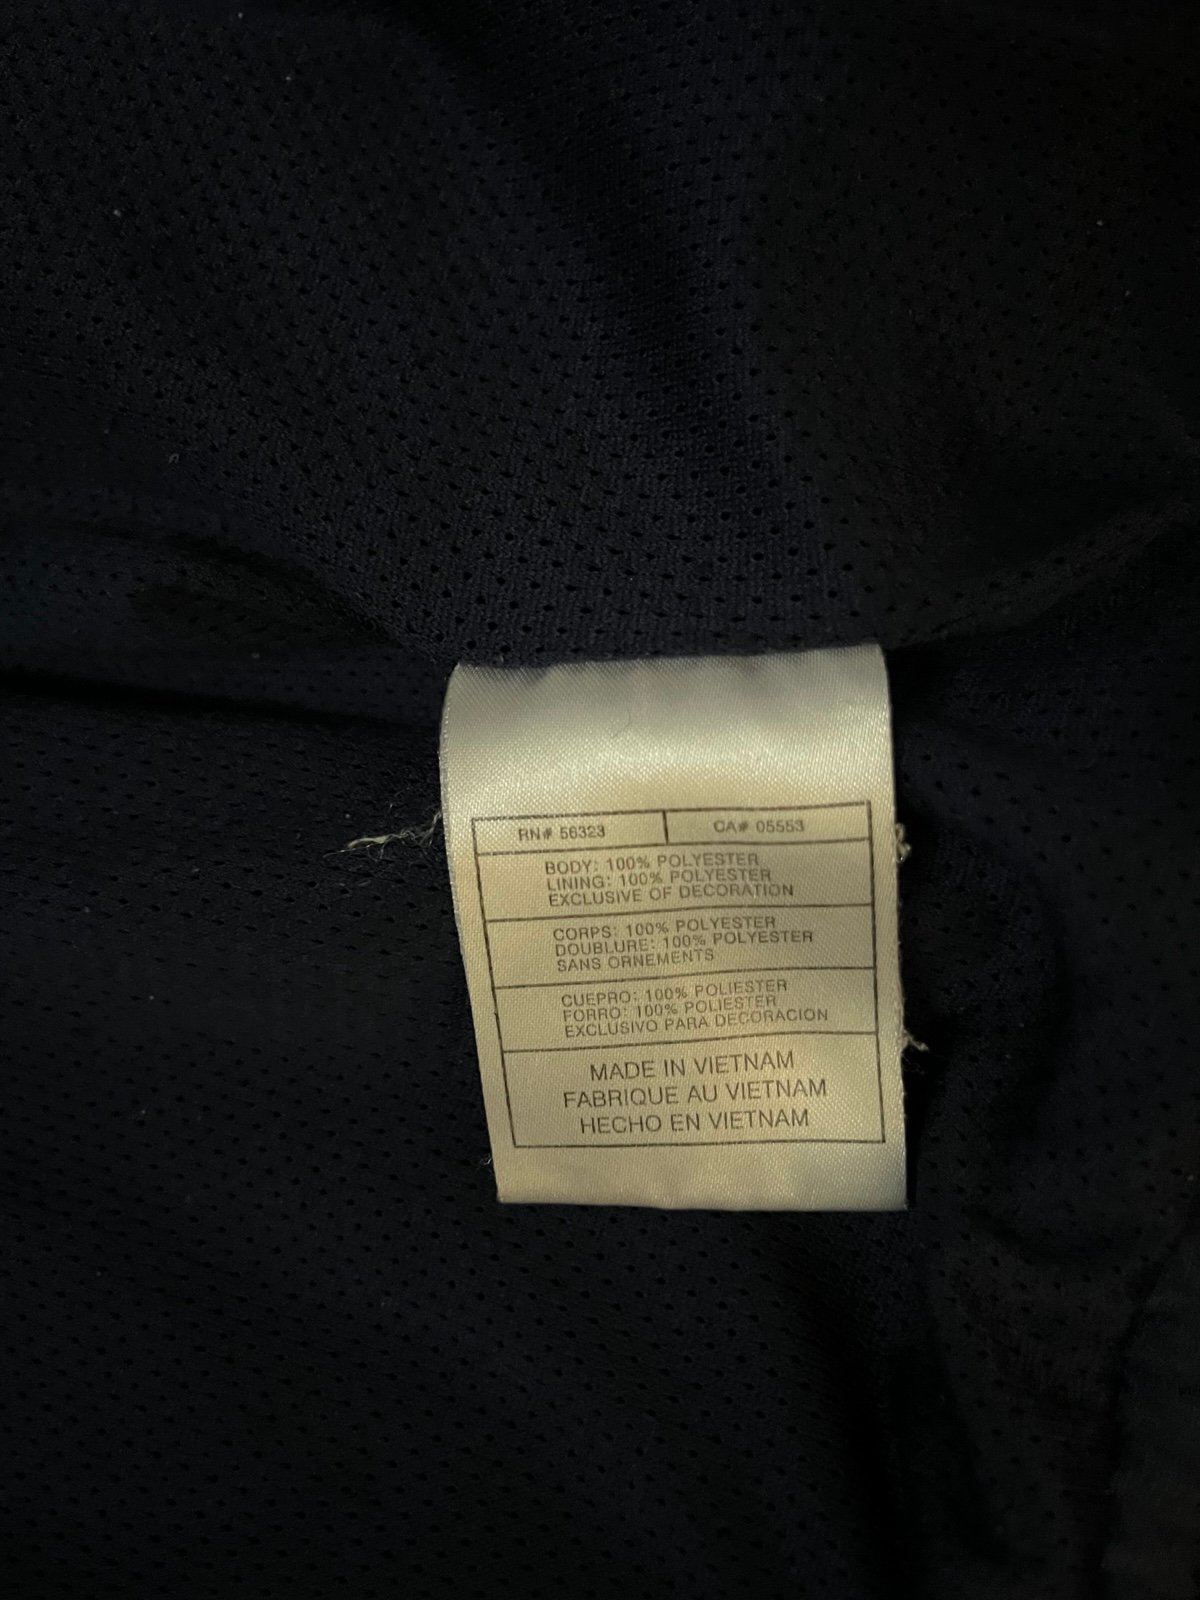 RN# 56323 CA# 05553
BODY: 100% POLYESTER
LINING: 100% POLYESTER
EXCLUSIVE OF DECORATION
CORPS: 100% POLYESTER
DOUBLURE: 100% POLYESTER
SANS ORNEMENTS
CUEPRO: 100% POLIESTER
FORRO: 100% POLIESTER
EXCLUSIVO PARA DECORACION
MADE IN VIETNAM
FABRIQUE AU VIETNAM
HECHO EN VIETNAM